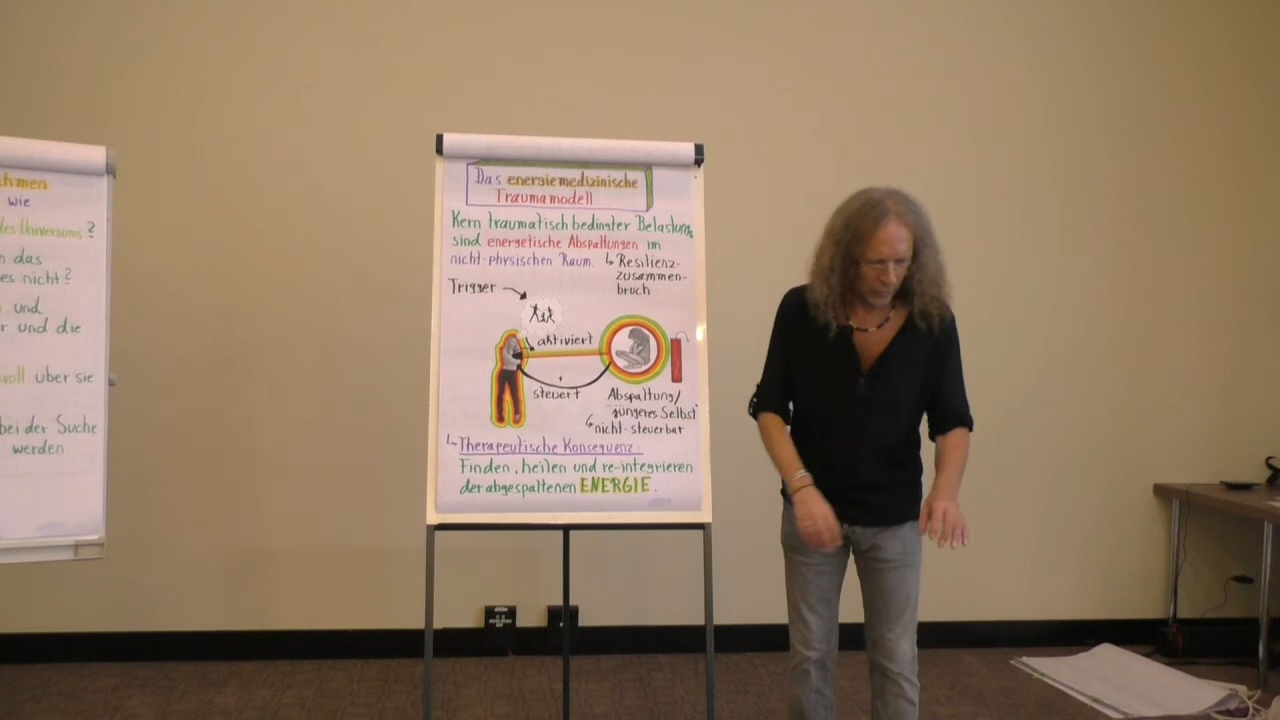 ahmen
wie
des Universums?
n das
es nicht?
und
r und die
voll über sie
bei der Suche
werden
Das energiemedizinische
Traumamodell
Kern traumatisch bedingter Belastung
sind energetische Abspaltungen im
nicht-physischen Raum. ↳ Resilienz-
zusammen-
bruch
Trigger
aktiviert
+
steuert
Abspaltung/
jüngeres Selbst
↳ nicht-steuerbar
↳ Therapeutische Konsequenz:
Finden, heilen und re-integrieren
der abgespaltenen ENERGIE.